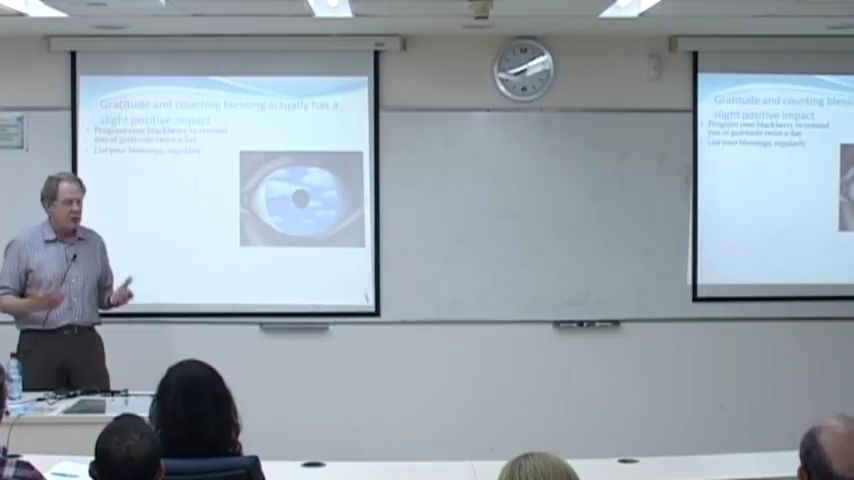 Gratitude and counting blessing actually has a
slight positive impact
Program your blackberry to remind
you of gratitude twice a day
List your blessings, regularly
Gratitude and counting bless
slight positive impact
Program your blackberry to remind
you of gratitude twice a day
List your blessings, regularly